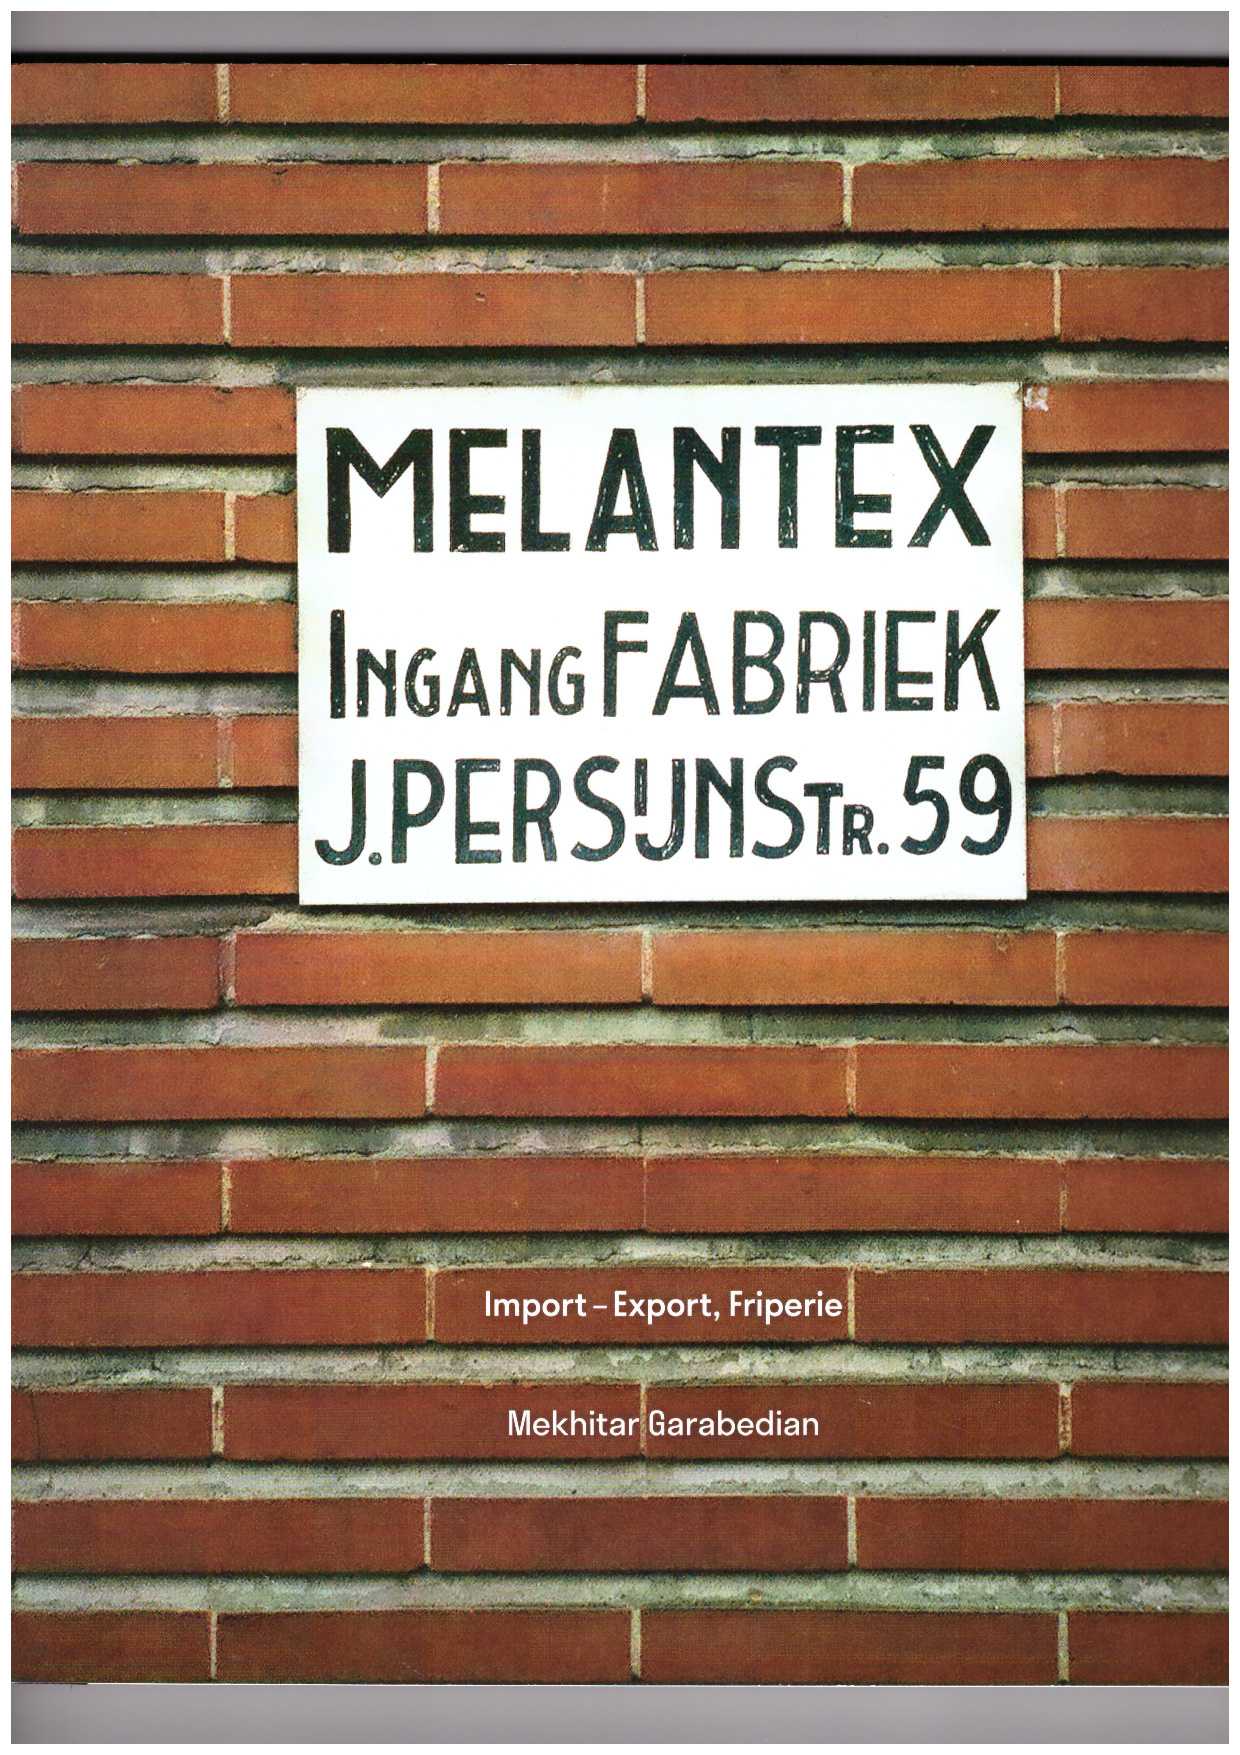 MELANTEX
INGANG FABRIEK
J. PERSIJNSTR. 59
Import – Export, Friperie
Mekhitar Garabedian